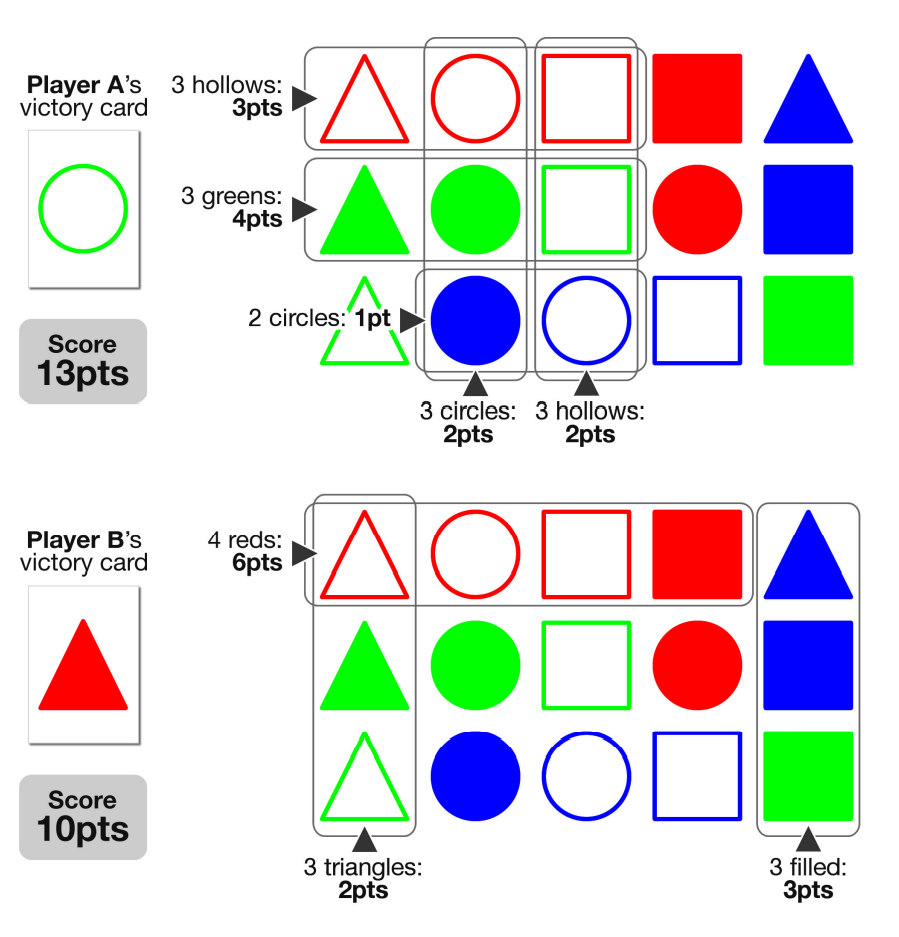 Player A's
victory card
3 hollows:
3pts
3 greens:
4pts
2 circles: 1pt
Score
13pts
3 circles:
2pts
3 hollows:
2pts
Player B's
victory card
4 reds:
6pts
Score
10pts
3 triangles:
2pts
3 filled:
3pts